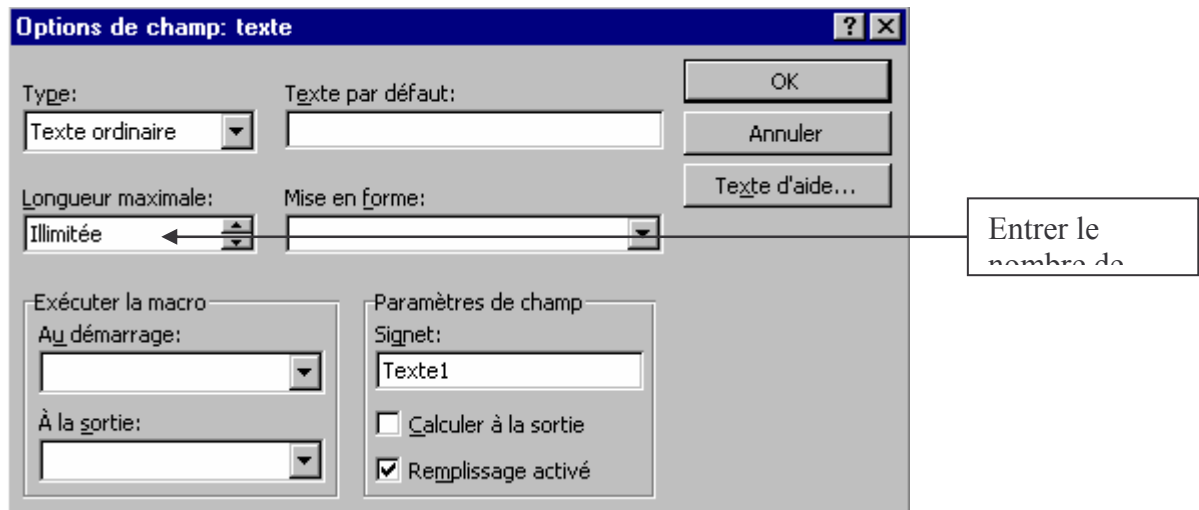 Options de champ: texte
Type:
Texte par défaut:
OK
Texte ordinaire
Annuler
Longueur maximale:
Mise en forme:
Texte d'aide...
Illimitée
Entrer le
nombre de
Exécuter la macro
Paramètres de champ
Au démarrage:
Signet:
Texte1
À la sortie:
Calculer à la sortie
Remplissage activé